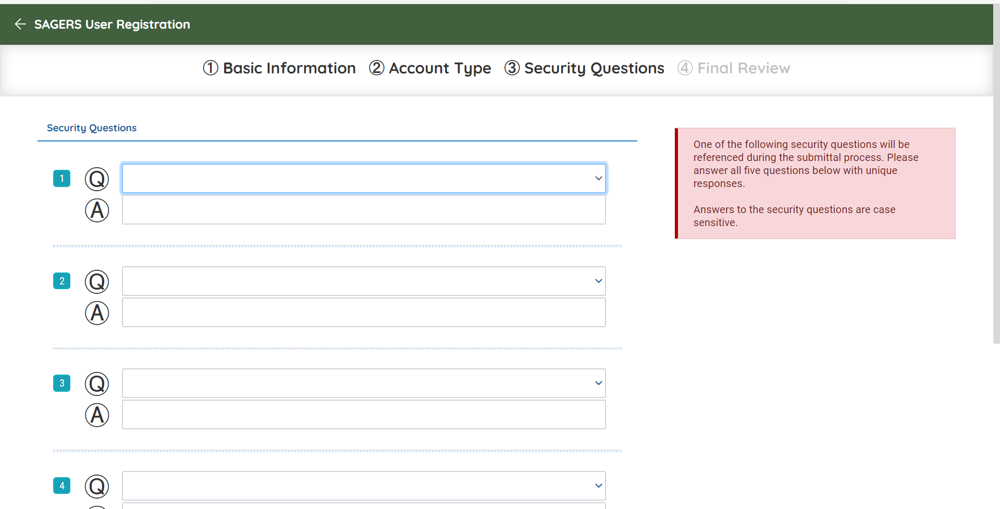 SAGERS User Registration
① Basic Information ② Account Type ③ Security Questions ④ Final Review
Security Questions
1 Q
A
2 Q
A
3 Q
A
4 Q
One of the following security questions will be
referenced during the submittal process. Please
answer all five questions below with unique
responses.
Answers to the security questions are case
sensitive.